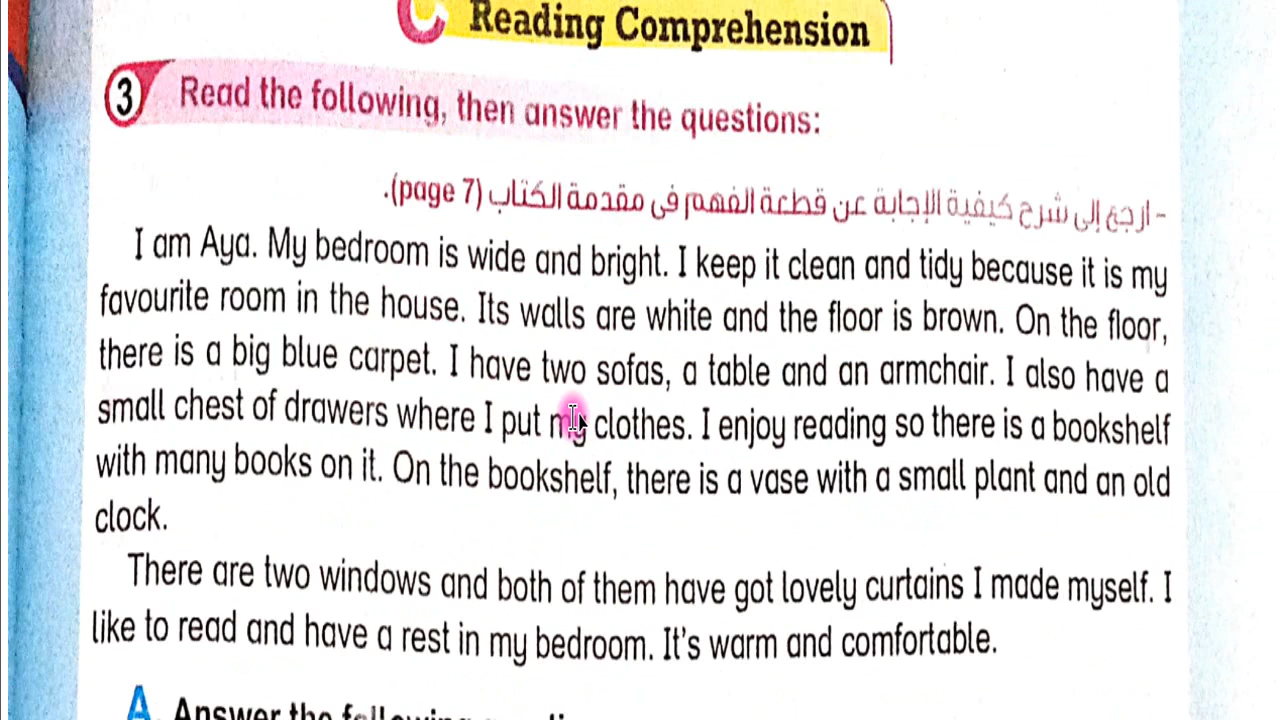 C Reading Comprehension
3 Read the following, then answer the questions:
- ارجع إلى شرح كيفية الإجابة عن قطعة الفهم فى مقدمة الكتاب (page 7).
I am Aya. My bedroom is wide and bright. I keep it clean and tidy because it is my
favourite room in the house. Its walls are white and the floor is brown. On the floor,
there is a big blue carpet. I have two sofas, a table and an armchair. I also have a
small chest of drawers where I put my clothes. I enjoy reading so there is a bookshelf
with many books on it. On the bookshelf, there is a vase with a small plant and an old
clock.
There are two windows and both of them have got lovely curtains I made myself. I
like to read and have a rest in my bedroom. It's warm and comfortable.
A. Answer the following